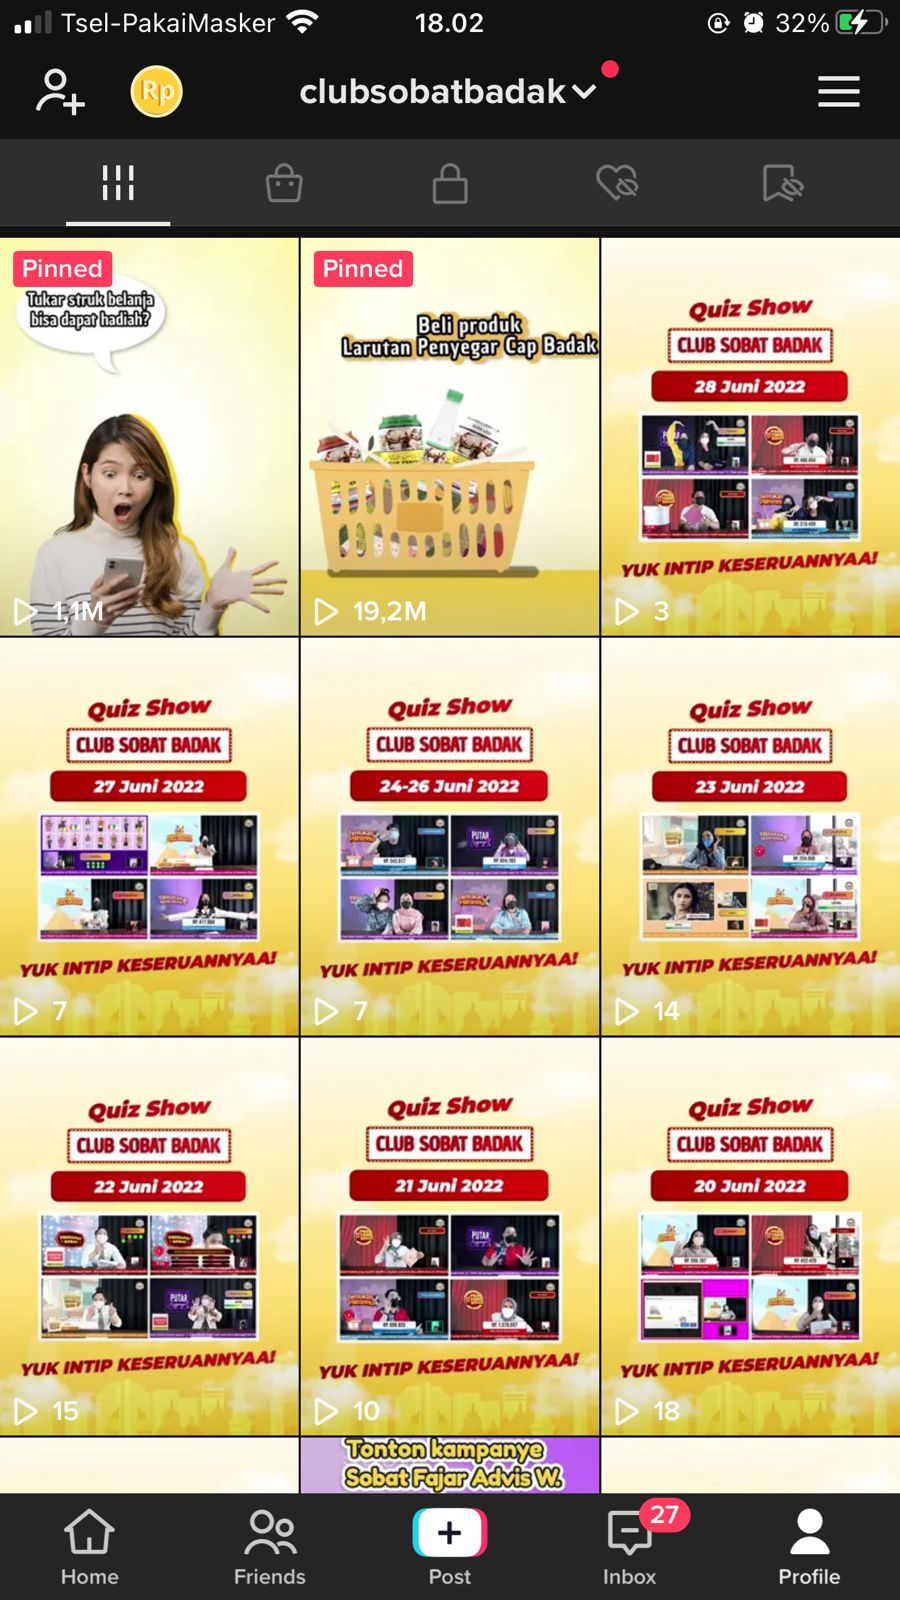 Tsel-PakaiMasker
18.02
32%
Rp
clubsobatbadak
Pinned
Tukar struk belanja
bisa dapat hadiah?
1,1M
Pinned
Beli produk
Larutan Penyegar Cap Badak
19,2M
Quiz Show
CLUB SOBAT BADAK
28 Juni 2022
YUK INTIP KESERUANNYAA!
3
Quiz Show
CLUB SOBAT BADAK
27 Juni 2022
YUK INTIP KESERUANNYAA!
7
Quiz Show
CLUB SOBAT BADAK
24-26 Juni 2022
PUTAR
YUK INTIP KESERUANNYAA!
7
Quiz Show
CLUB SOBAT BADAK
23 Juni 2022
YUK INTIP KESERUANNYAA!
14
Quiz Show
CLUB SOBAT BADAK
22 Juni 2022
PUTAR
YUK INTIP KESERUANNYAA!
15
Quiz Show
CLUB SOBAT BADAK
21 Juni 2022
PUTAR
YUK INTIP KESERUANNYAA!
10
Quiz Show
CLUB SOBAT BADAK
20 Juni 2022
YUK INTIP KESERUANNYAA!
18
Tonton kampanye
Sobat Fajar Advis W.
Home
Friends
Post
27
Inbox
Profile